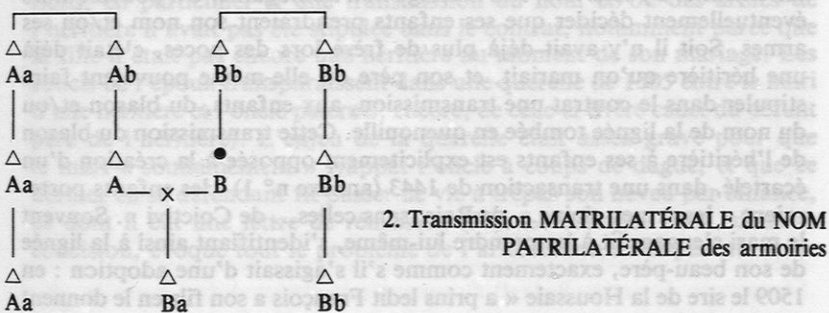 Aa Ab Bb Bb
Aa A x B Bb
2. Transmission MATRILATÉRALE du NOM
PATRILATÉRALE des armoiries
Aa Ba Bb